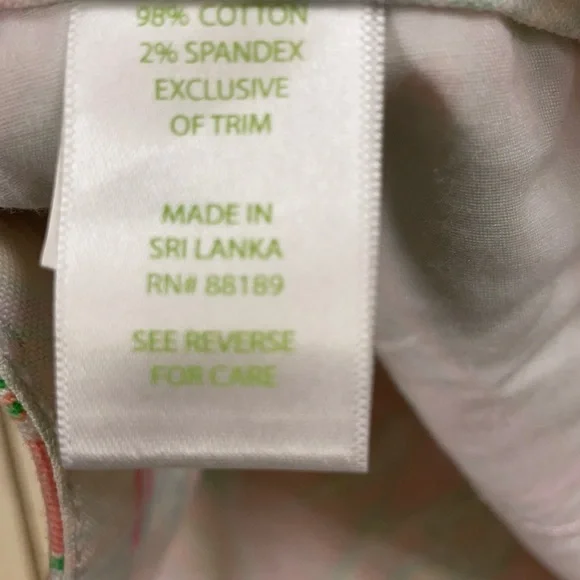 98% COTTON
2% SPANDEX
EXCLUSIVE
OF TRIM
MADE IN
SRI LANKA
RN# 88189
SEE REVERSE
FOR CARE